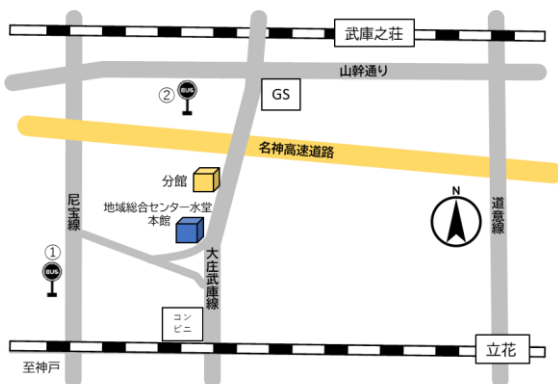 武庫之荘
山幹通り
②
BUS
GS
名神高速道路
分館
地域総合センター水堂
本館
尼宝線
N
道意線
①
BUS
大庄武庫線
コン
ビニ
立花
至神戸